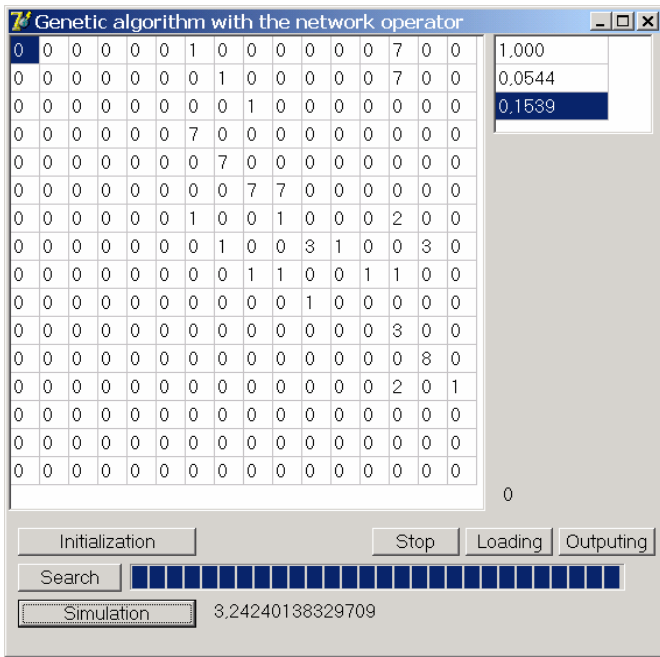 Genetic algorithm with the network operator
0 0 0 0 0 0 1 0 0 0 0 0 0 7 0 0 1,000
0 0 0 0 0 0 0 1 0 0 0 0 0 7 0 0 0,0544
0 0 0 0 0 0 0 0 1 0 0 0 0 0 0 0 0,1539
0 0 0 0 0 0 7 0 0 0 0 0 0 0 0 0
0 0 0 0 0 0 0 7 0 0 0 0 0 0 0 0
0 0 0 0 0 0 0 0 7 7 0 0 0 0 0 0
0 0 0 0 0 0 1 0 0 1 0 0 0 2 0 0
0 0 0 0 0 0 0 1 0 0 3 1 0 0 3 0
0 0 0 0 0 0 0 0 1 1 0 0 1 1 0 0
0 0 0 0 0 0 0 0 0 0 1 0 0 0 0 0
0 0 0 0 0 0 0 0 0 0 0 0 0 3 0 0
0 0 0 0 0 0 0 0 0 0 0 0 0 0 8 0
0 0 0 0 0 0 0 0 0 0 0 0 0 2 0 1
0 0 0 0 0 0 0 0 0 0 0 0 0 0 0 0
0 0 0 0 0 0 0 0 0 0 0 0 0 0 0 0
0 0 0 0 0 0 0 0 0 0 0 0 0 0 0 0
0
Initialization Stop Loading Outputing
Search
Simulation 3,24240138329709